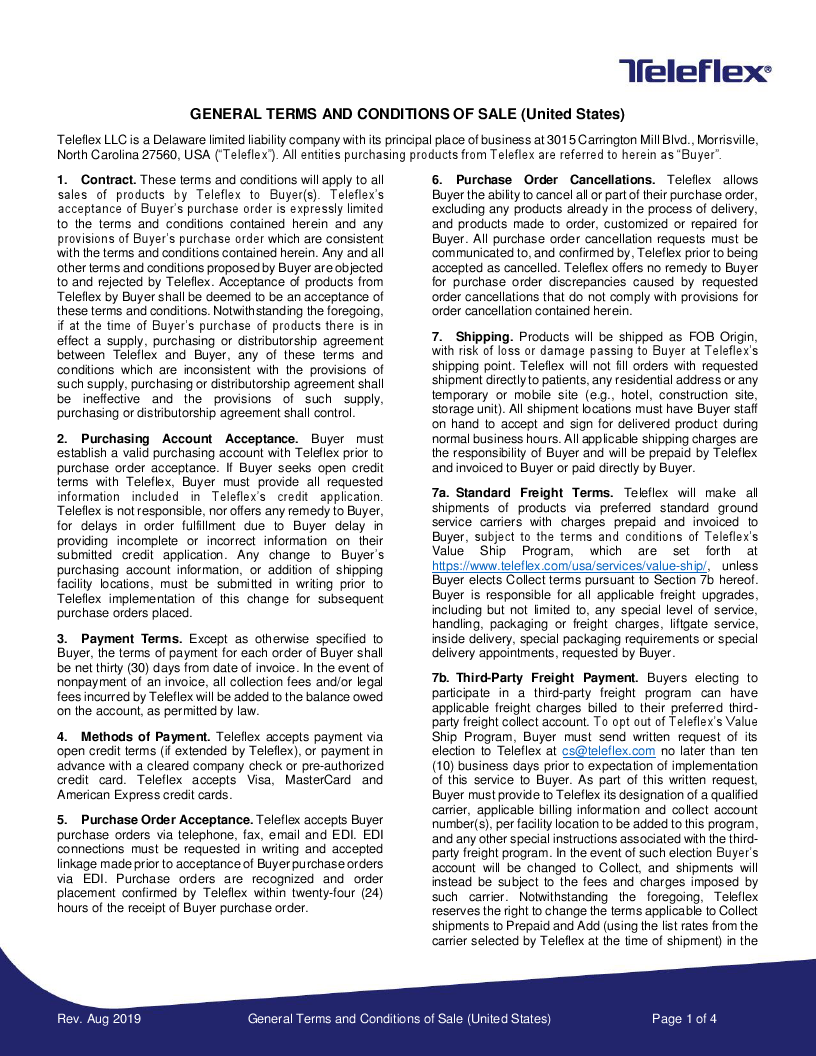 Teleflex®
GENERAL TERMS AND CONDITIONS OF SALE (United States)
Teleflex LLC is a Delaware limited liability company with its principal place of business at 3015 Carrington Mill Blvd., Morrisville,
North Carolina 27560, USA (“Teleflex”). All entities purchasing products from Teleflex are referred to herein as “Buyer”.
1. Contract. These terms and conditions will apply to all
sales of products by Teleflex to Buyer(s). Teleflex’s
acceptance of Buyer’s purchase order is expressly limited
to the terms and conditions contained herein and any
provisions of Buyer’s purchase order which are consistent
with the terms and conditions contained herein. Any and all
other terms and conditions proposed by Buyer are objected
to and rejected by Teleflex. Acceptance of products from
Teleflex by Buyer shall be deemed to be an acceptance of
these terms and conditions. Notwithstanding the foregoing,
if at the time of Buyer’s purchase of products there is in
effect a supply, purchasing or distributorship agreement
between Teleflex and Buyer, any of these terms and
conditions which are inconsistent with the provisions of
such supply, purchasing or distributorship agreement shall
be ineffective and the provisions of such supply,
purchasing or distributorship agreement shall control.
2. Purchasing Account Acceptance. Buyer must
establish a valid purchasing account with Teleflex prior to
purchase order acceptance. If Buyer seeks open credit
terms with Teleflex, Buyer must provide all requested
information included in Teleflex’s credit application.
Teleflex is not responsible, nor offers any remedy to Buyer,
for delays in order fulfillment due to Buyer delay in
providing incomplete or incorrect information on their
submitted credit application. Any change to Buyer’s
purchasing account information, or addition of shipping
facility locations, must be submitted in writing prior to
Teleflex implementation of this change for subsequent
purchase orders placed.
3. Payment Terms. Except as otherwise specified to
Buyer, the terms of payment for each order of Buyer shall
be net thirty (30) days from date of invoice. In the event of
nonpayment of an invoice, all collection fees and/or legal
fees incurred by Teleflex will be added to the balance owed
on the account, as permitted by law.
4. Methods of Payment. Teleflex accepts payment via
open credit terms (if extended by Teleflex), or payment in
advance with a cleared company check or pre-authorized
credit card. Teleflex accepts Visa, MasterCard and
American Express credit cards.
5. Purchase Order Acceptance. Teleflex accepts Buyer
purchase orders via telephone, fax, email and EDI. EDI
connections must be requested in writing and accepted
linkage made prior to acceptance of Buyer purchase orders
via EDI. Purchase orders are recognized and order
placement confirmed by Teleflex within twenty-four (24)
hours of the receipt of Buyer purchase order.
6. Purchase Order Cancellations. Teleflex allows
Buyer the ability to cancel all or part of their purchase order,
excluding any products already in the process of delivery,
and products made to order, customized or repaired for
Buyer. All purchase order cancellation requests must be
communicated to, and confirmed by, Teleflex prior to being
accepted as cancelled. Teleflex offers no remedy to Buyer
for purchase order discrepancies caused by requested
order cancellations that do not comply with provisions for
order cancellation contained herein.
7. Shipping. Products will be shipped as FOB Origin,
with risk of loss or damage passing to Buyer at Teleflex’s
shipping point. Teleflex will not fill orders with requested
shipment directly to patients, any residential address or any
temporary or mobile site (e.g., hotel, construction site,
storage unit). All shipment locations must have Buyer staff
on hand to accept and sign for delivered product during
normal business hours. All applicable shipping charges are
the responsibility of Buyer and will be prepaid by Teleflex
and invoiced to Buyer or paid directly by Buyer.
7a. Standard Freight Terms. Teleflex will make all
shipments of products via preferred standard ground
service carriers with charges prepaid and invoiced to
Buyer, subject to the terms and conditions of Teleflex’s
Value Ship Program, which are set forth at
https://www.teleflex.com/usa/services/value-ship/, unless
Buyer elects Collect terms pursuant to Section 7b hereof.
Buyer is responsible for all applicable freight upgrades,
including but not limited to, any special level of service,
handling, packaging or freight charges, liftgate service,
inside delivery, special packaging requirements or special
delivery appointments, requested by Buyer.
7b. Third-Party Freight Payment. Buyers electing to
participate in a third-party freight program can have
applicable freight charges billed to their preferred third-
party freight collect account. To opt out of Teleflex’s Value
Ship Program, Buyer must send written request of its
election to Teleflex at cs@teleflex.com no later than ten
(10) business days prior to expectation of implementation
of this service to Buyer. As part of this written request,
Buyer must provide to Teleflex its designation of a qualified
carrier, applicable billing information and collect account
number(s), per facility location to be added to this program,
and any other special instructions associated with the third-
party freight program. In the event of such election Buyer’s
account will be changed to Collect, and shipments will
instead be subject to the fees and charges imposed by
such carrier. Notwithstanding the foregoing, Teleflex
reserves the right to change the terms applicable to Collect
shipments to Prepaid and Add (using the list rates from the
carrier selected by Teleflex at the time of shipment) in the
Rev. Aug 2019 General Terms and Conditions of Sale (United States) Page 1 of 4